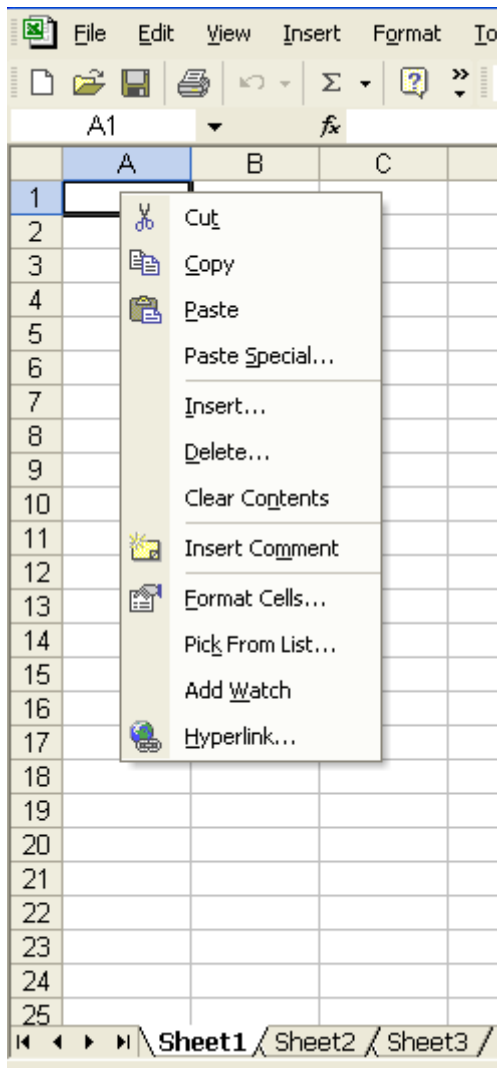 File Edit View Insert Format To
Σ ? »
A1 fx
A B C
1
2
3
4
5
6
7
8
9
10
11
12
13
14
15
16
17
18
19
20
21
22
23
24
25
Cut
Copy
Paste
Paste Special...
Insert...
Delete...
Clear Contents
Insert Comment
Format Cells...
Pick From List...
Add Watch
Hyperlink...
Sheet1 Sheet2 Sheet3